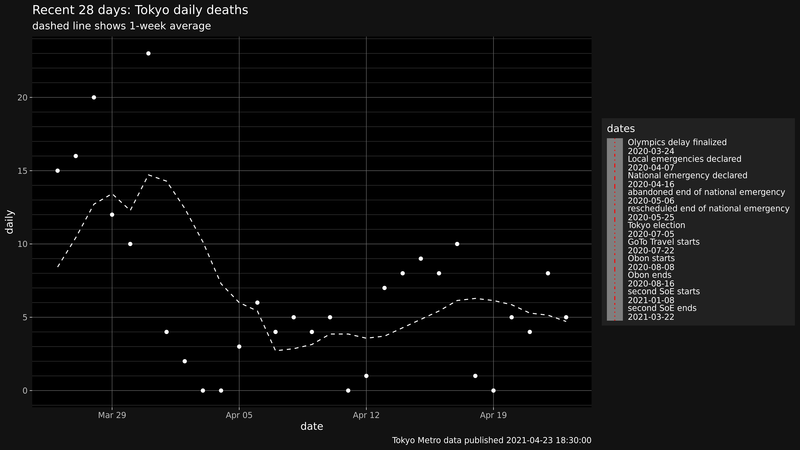 Recent 28 days: Tokyo daily deaths
dashed line shows 1-week average
daily
20
15
10
5
0
Mar 29
Apr 05
Apr 12
Apr 19
date
dates
Olympics delay finalized
2020-03-24
Local emergencies declared
2020-04-07
National emergency declared
2020-04-16
abandoned end of national emergency
2020-05-06
rescheduled end of national emergency
2020-05-25
Tokyo election
2020-07-05
GoTo Travel starts
2020-07-22
Obon starts
2020-08-08
Obon ends
2020-08-16
second SoE starts
2021-01-08
second SoE ends
2021-03-22
Tokyo Metro data published 2021-04-23 18:30:00